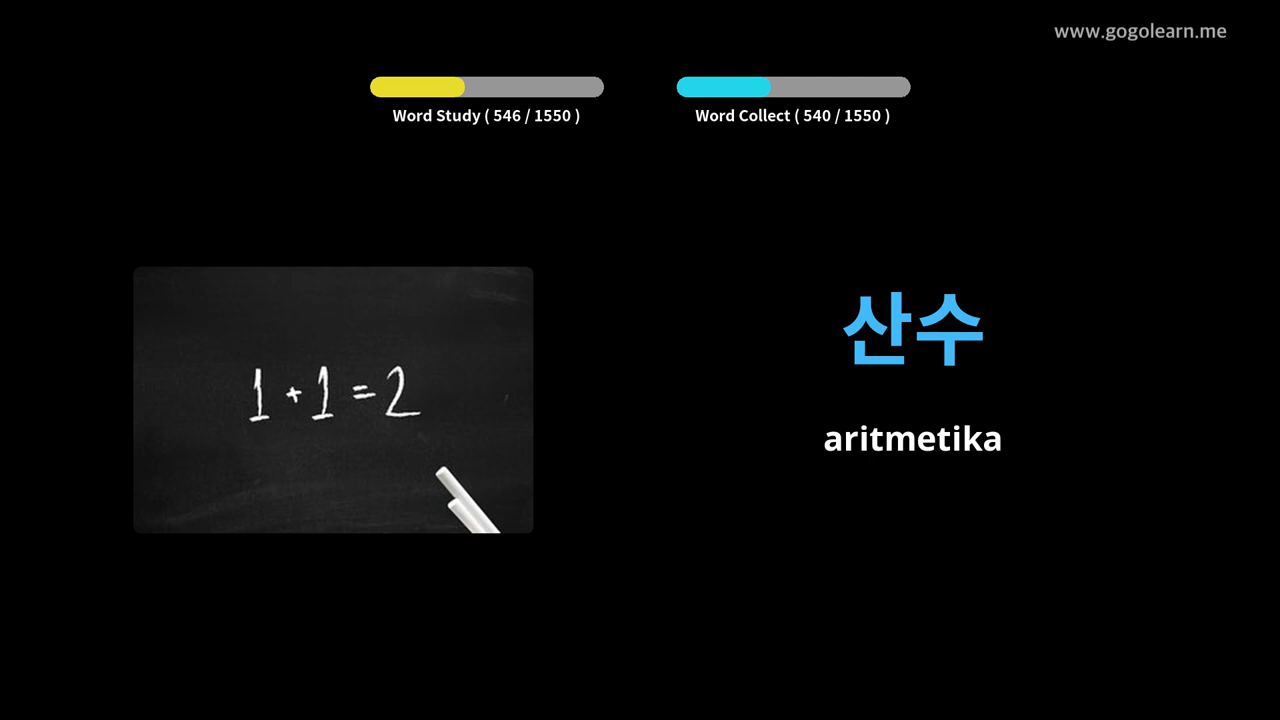 www.gogolearn.me
Word Study ( 546 / 1550 )
Word Collect ( 540 / 1550 )
1 + 1 = 2
산수
aritmetika